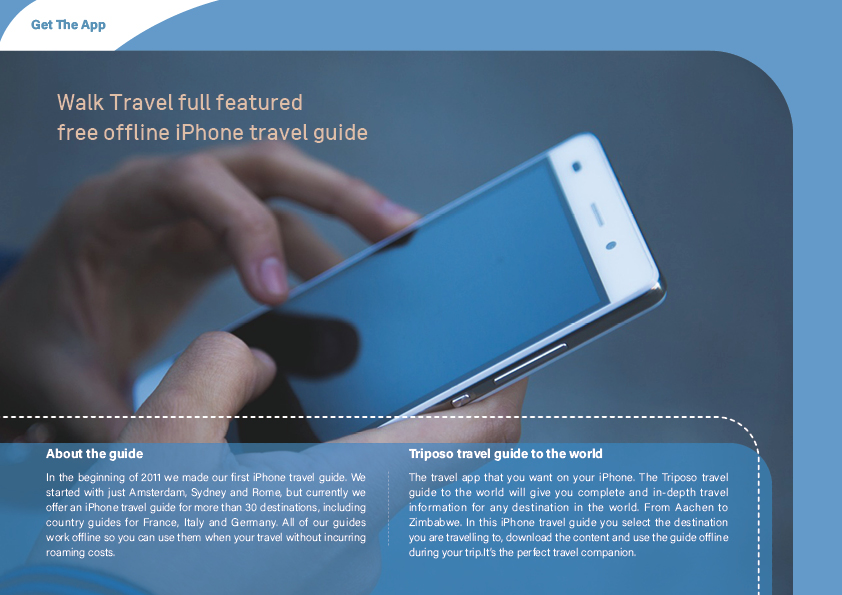 Get The App
Walk Travel full featured
free offline iPhone travel guide
About the guide
In the beginning of 2011 we made our first iPhone travel guide. We
started with just Amsterdam, Sydney and Rome, but currently we
offer an iPhone travel guide for more than 30 destinations, including
country guides for France, Italy and Germany. All of our guides
work offline so you can use them when your travel without incurring
roaming costs.
Triposo travel guide to the world
The travel app that you want on your iPhone. The Triposo travel
guide to the world will give you complete and in-depth travel
information for any destination in the world. From Aachen to
Zimbabwe. In this iPhone travel guide you select the destination
you are travelling to, download the content and use the guide offline
during your trip.It's the perfect travel companion.